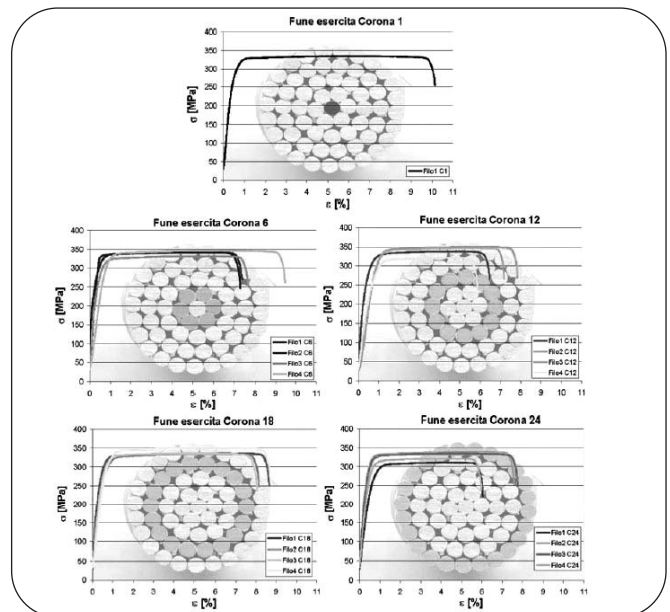 Fune esercita Corona 1
σ [MPa]
400
350
300
250
200
150
100
50
0
0 1 2 3 4 5 6 7 8 9 10 11
ε [%]
Filo1 C1
Fune esercita Corona 6
σ [MPa]
400
350
300
250
200
150
100
50
0
0 1 2 3 4 5 6 7 8 9 10 11
ε [%]
Filo1 C6
Filo2 C6
Filo3 C6
Filo4 C6
Fune esercita Corona 12
σ [MPa]
400
350
300
250
200
150
100
50
0
0 1 2 3 4 5 6 7 8 9 10 11
ε [%]
Filo1 C12
Filo2 C12
Filo3 C12
Filo4 C12
Fune esercita Corona 18
σ [MPa]
400
350
300
250
200
150
100
50
0
0 1 2 3 4 5 6 7 8 9 10 11
ε [%]
Filo1 C18
Filo2 C18
Filo3 C18
Filo4 C18
Fune esercita Corona 24
σ [MPa]
400
350
300
250
200
150
100
50
0
0 1 2 3 4 5 6 7 8 9 10 11
ε [%]
Filo1 C24
Filo2 C24
Filo3 C24
Filo4 C24